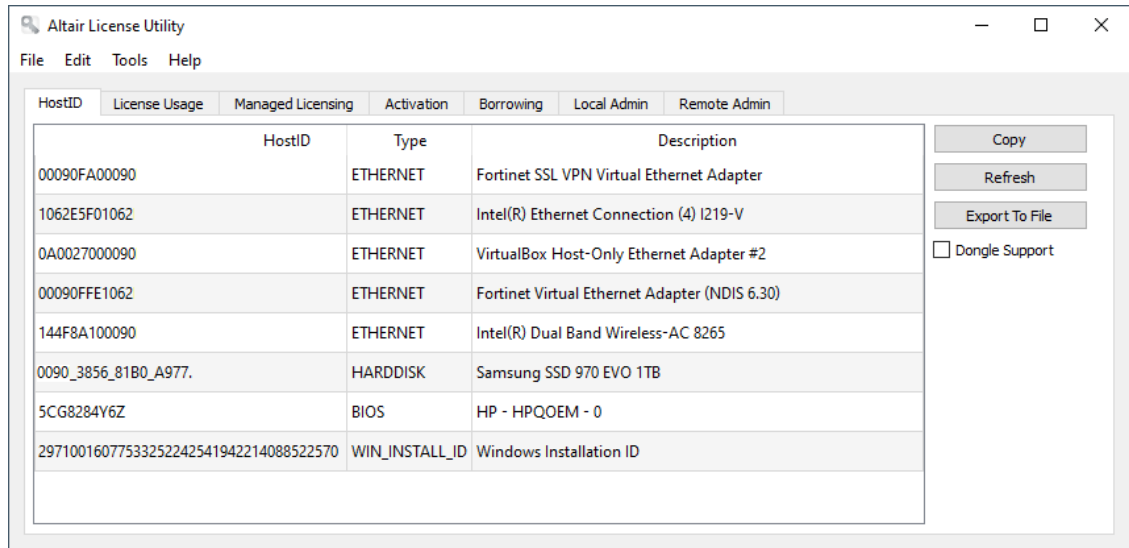 Altair License Utility
File Edit Tools Help
HostID License Usage Managed Licensing Activation Borrowing Local Admin Remote Admin
HostID Type Description
00090FA00090 ETHERNET Fortinet SSL VPN Virtual Ethernet Adapter
1062E5F01062 ETHERNET Intel(R) Ethernet Connection (4) I219-V
0A0027000090 ETHERNET VirtualBox Host-Only Ethernet Adapter #2
00090FFE1062 ETHERNET Fortinet Virtual Ethernet Adapter (NDIS 6.30)
144F8A100090 ETHERNET Intel(R) Dual Band Wireless-AC 8265
0090_3856_81B0_A977. HARDDISK Samsung SSD 970 EVO 1TB
5CG8284Y6Z BIOS HP - HPQOEM - 0
29710016077533252242541942214088522570 WIN_INSTALL_ID Windows Installation ID
Copy
Refresh
Export To File
Dongle Support